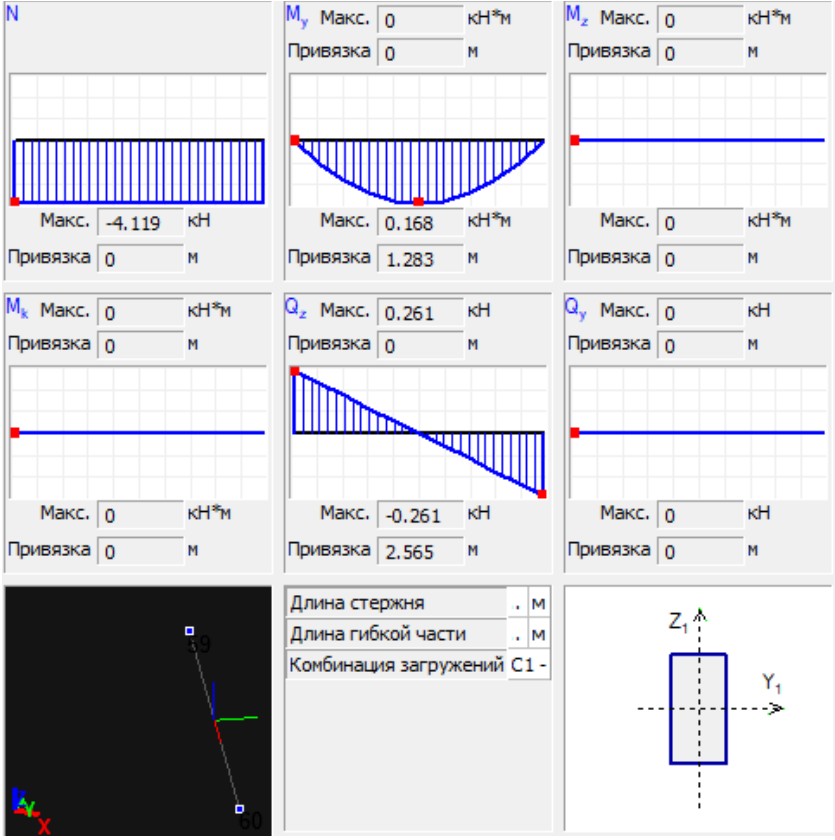 N
My Макс. 0 кН*м
Привязка 0 м
Mz Макс. 0 кН*м
Привязка 0 м
Макс. -4.119 кН
Привязка 0 м
Макс. 0.168 кН*м
Привязка 1.283 м
Макс. 0 кН*м
Привязка 0 м
Mk Макс. 0 кН*м
Привязка 0 м
Qz Макс. 0.261 кН
Привязка 0 м
Qy Макс. 0 кН
Привязка 0 м
Макс. 0 кН*м
Привязка 0 м
Макс. -0.261 кН
Привязка 2.565 м
Макс. 0 кН
Привязка 0 м
59
60
Z
Y
X
Длина стержня . м
Длина гибкой части . м
Комбинация загружений C1 -
Z1
Y1